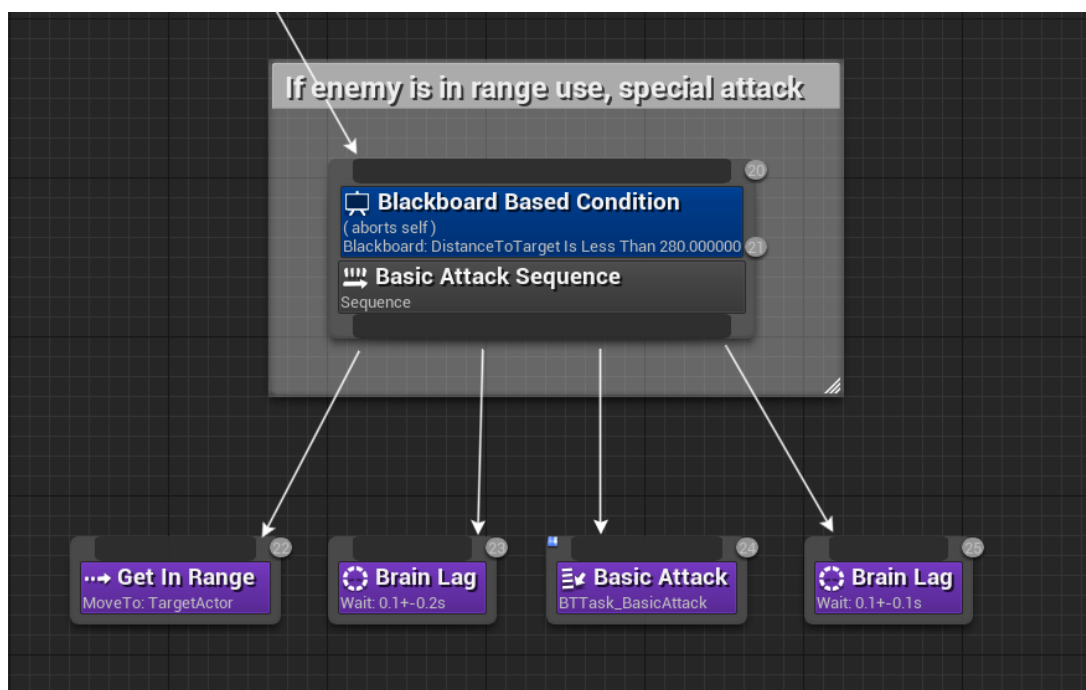 If enemy is in range use, special attack
20
Blackboard Based Condition
( aborts self )
Blackboard: DistanceToTarget Is Less Than 280.000000
21
Basic Attack Sequence
Sequence
22
Get In Range
MoveTo: TargetActor
23
Brain Lag
Wait: 0.1+-0.2s
24
Basic Attack
BTTask_BasicAttack
25
Brain Lag
Wait: 0.1+-0.1s